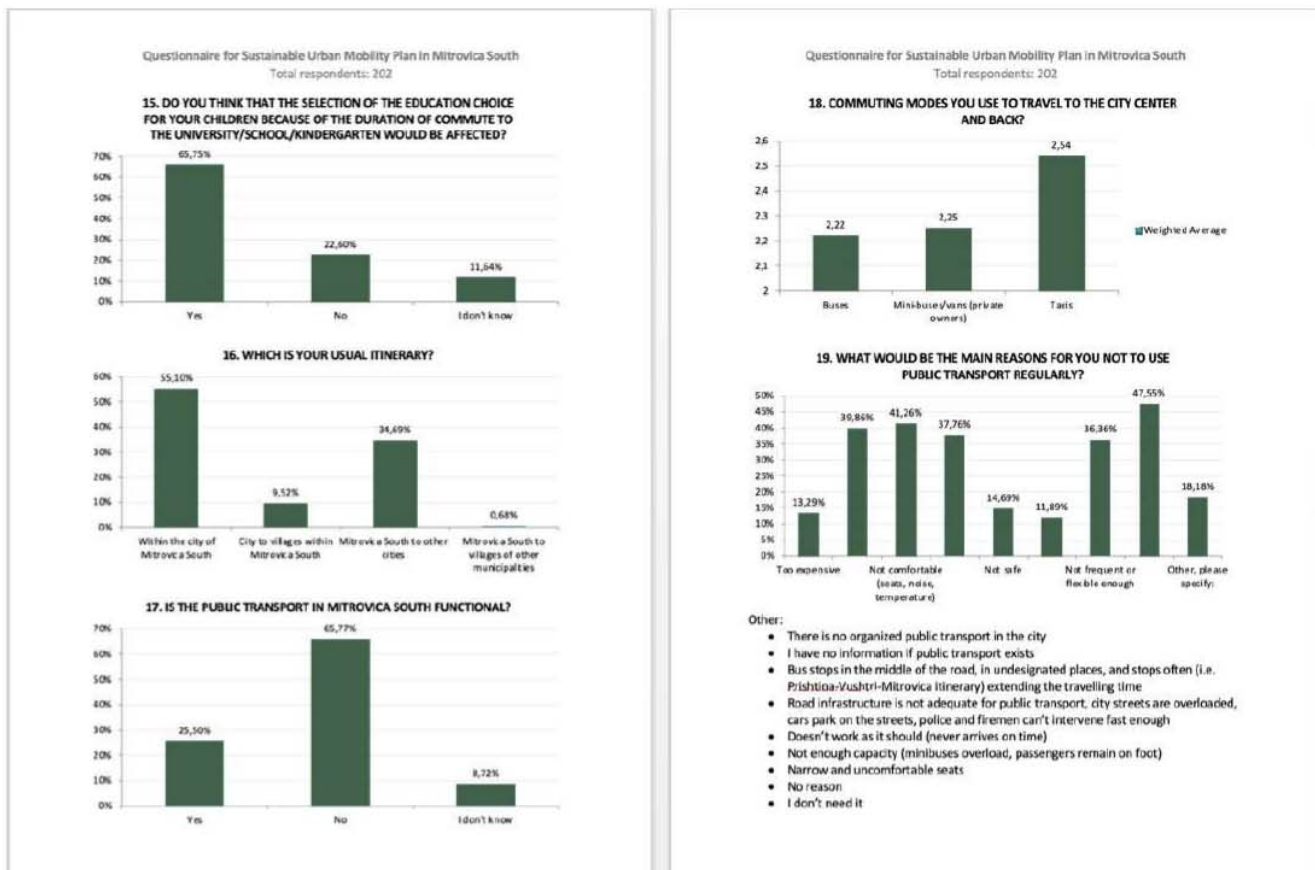 Questionnaire for Sustainable Urban Mobility Plan in Mitrovica South
Total respondents: 202
15. DO YOU THINK THAT THE SELECTION OF THE EDUCATION CHOICE
FOR YOUR CHILDREN BECAUSE OF THE DURATION OF COMMUTE TO
THE UNIVERSITY/SCHOOL/KINDERGARTEN WOULD BE AFFECTED?
70%
60%
50%
40%
30%
20%
10%
0%
65,75%
22,60%
11,64%
Yes
No
I don't know
16. WHICH IS YOUR USUAL ITINERARY?
60%
50%
40%
30%
20%
10%
0%
55,10%
9,52%
34,69%
0,68%
Within the city of
Mitrovica South
City to villages within
Mitrovica South
Mitrovica South to other
cities
Mitrovica South to
villages of other
municipalties
17. IS THE PUBLIC TRANSPORT IN MITROVICA SOUTH FUNCTIONAL?
70%
60%
50%
40%
30%
20%
10%
0%
25,50%
65,77%
8,72%
Yes
No
I don't know
Questionnaire for Sustainable Urban Mobility Plan in Mitrovica South
Total respondents: 202
18. COMMUTING MODES YOU USE TO TRAVEL TO THE CITY CENTER
AND BACK?
2,6
2,5
2,4
2,3
2,2
2,1
2
2,22
2,25
2,54
Buses
Mini-buses/vans (private
owners)
Taxis
Weighted Average
19. WHAT WOULD BE THE MAIN REASONS FOR YOU NOT TO USE
PUBLIC TRANSPORT REGULARLY?
50%
45%
40%
35%
30%
25%
20%
15%
10%
5%
0%
13,29%
39,86%
41,26%
37,76%
14,69%
11,89%
36,36%
47,55%
18,18%
Too expensive
Not comfortable
(seats, noise,
temperature)
Not safe
Not frequent or
flexible enough
Other, please
specify:
Other:
• There is no organized public transport in the city
• I have no information if public transport exists
• Bus stops in the middle of the road, in undesignated places, and stops often (i.e.
Prishtina-Vushtri-Mitrovica itinerary) extending the travelling time
• Road infrastructure is not adequate for public transport, city streets are overloaded,
cars park on the streets, police and firemen can't intervene fast enough
• Doesn't work as it should (never arrives on time)
• Not enough capacity (minibuses overload, passengers remain on foot)
• Narrow and uncomfortable seats
• No reason
• I don't need it